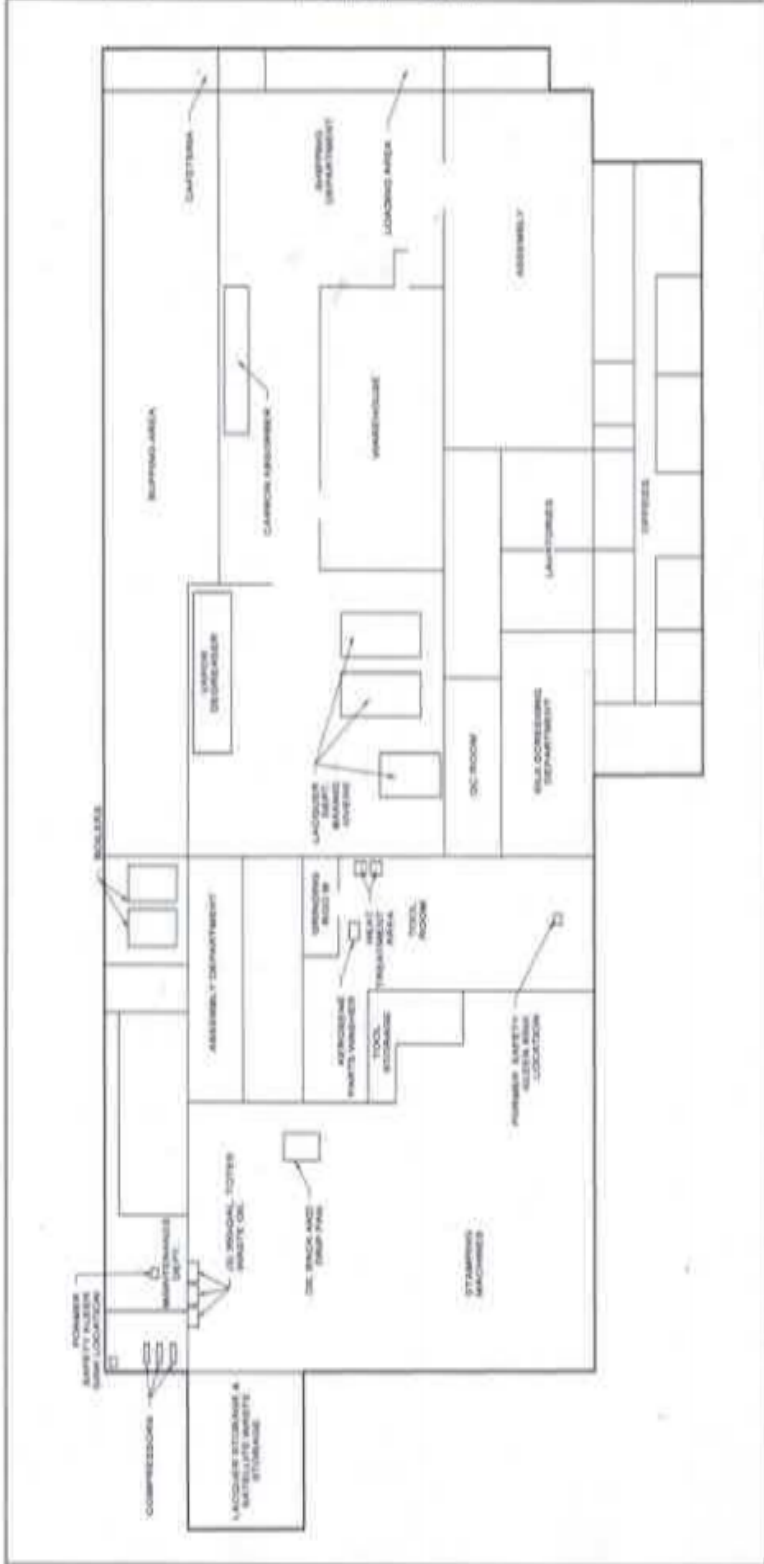 CAFETERIA
SHIPPING
DEPARTMENT
LOADING AREA
BUFFING AREA
CARBON ABSORBER
WAREHOUSE
ASSEMBLY
VAPOR
DEGREASER
LACQUER
DEPT.
BAKING
OVENS
LAVATORIES
OFFICES
QC ROOM
SILK SCREENING
DEPARTMENT
BOILERS
ASSEMBLY DEPARTMENT
GRINDING
ROOM
HEAT
TREATMENT
AREA
TOOL
ROOM
KEROSENE
PARTS WASHER
TOOL
STORAGE
FORMER SAFETY
KLEEN SINK
LOCATION
FORMER
SAFETY KLEEN
SINK LOCATION
MAINTENANCE
DEPT.
WASTE OIL
OIL RACK AND
DRIP PAN
STAMPING
MACHINES
COMPRESSORS
LACQUER STORAGE &
SATELLITE WASTE
STORAGE